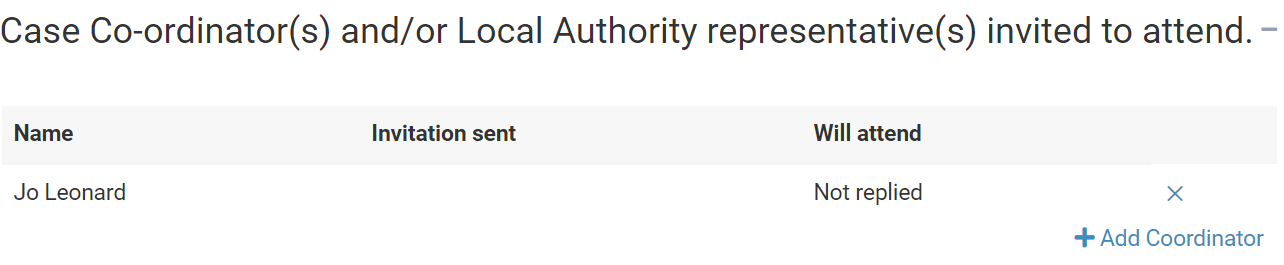 Case Co-ordinator(s) and/or Local Authority representative(s) invited to attend.
Name Invitation sent Will attend
Jo Leonard Not replied
Add Coordinator